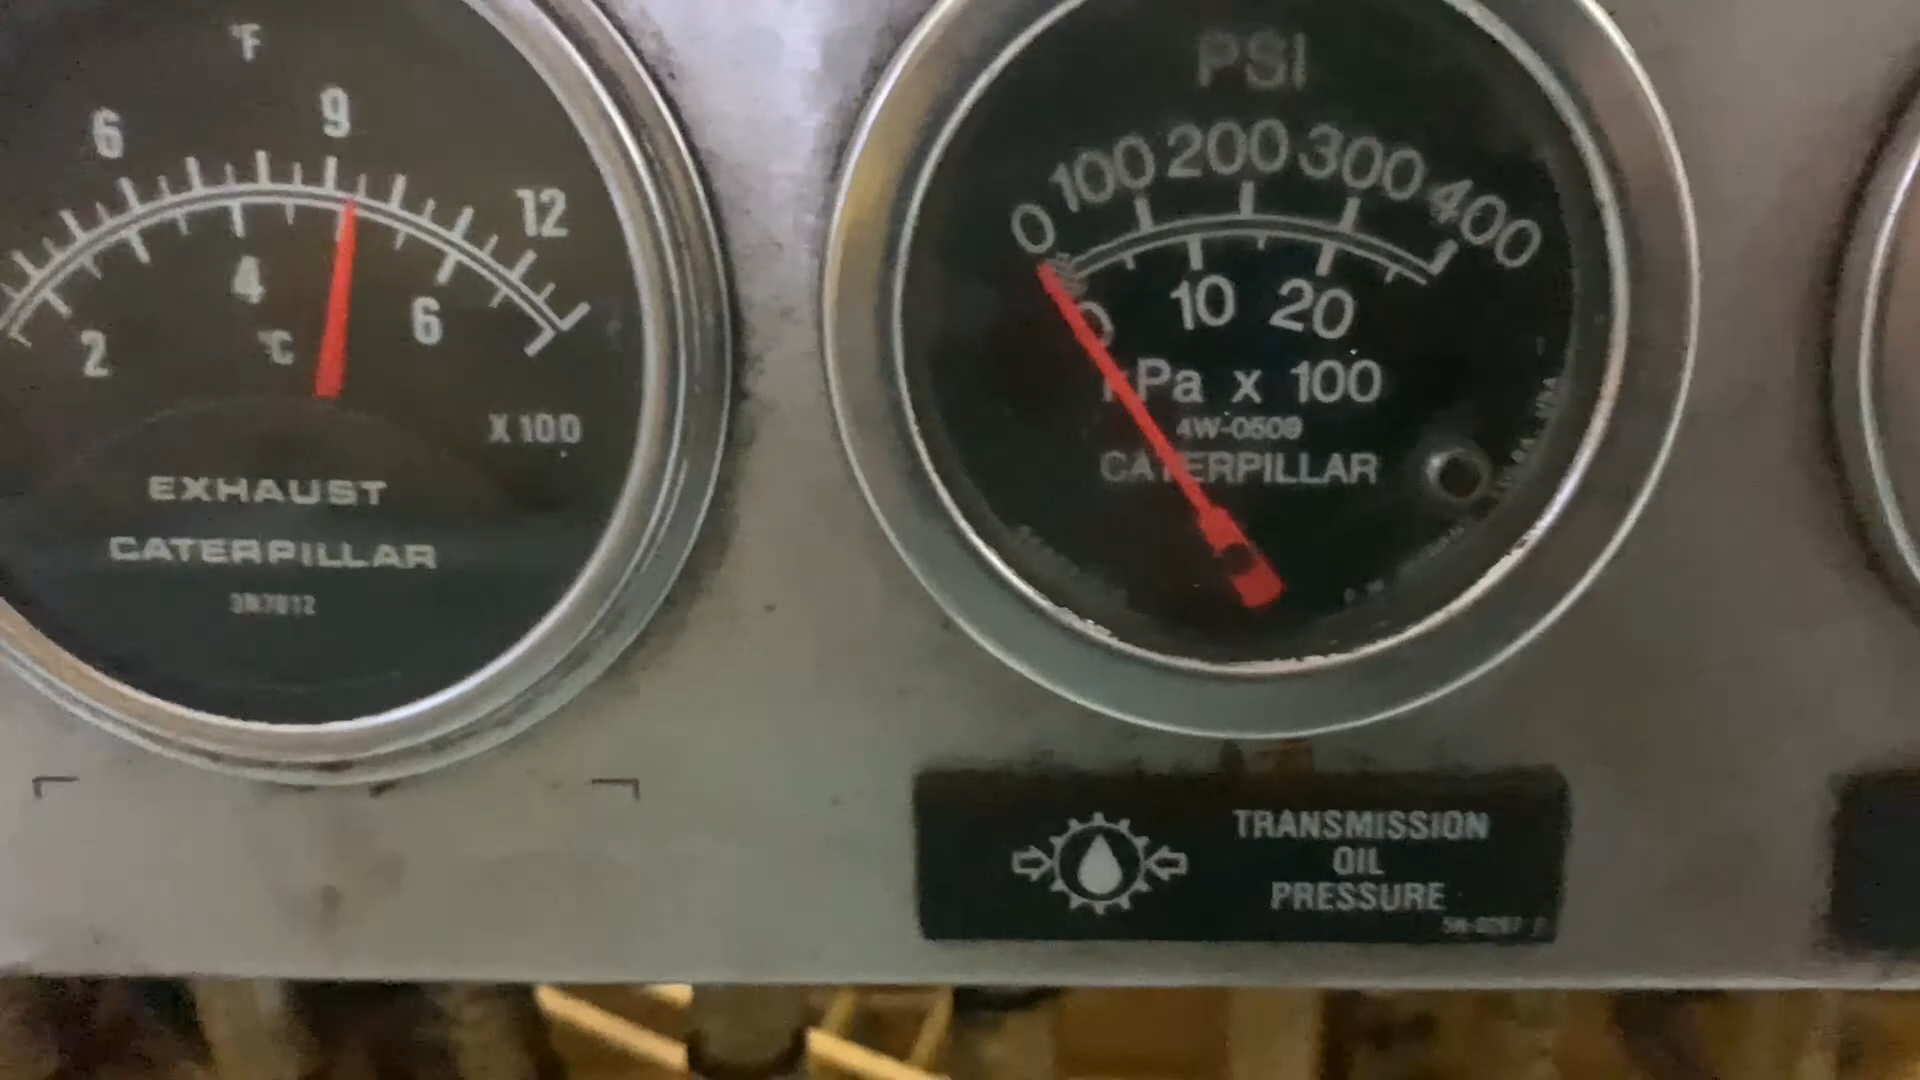 °F
6 9 12
2 4 6
°C
X 100
EXHAUST
CATERPILLAR
3N7012
PSI
0 100 200 300 400
0 10 20
kPa x 100
4W-0509
CATERPILLAR
TRANSMISSION
OIL
PRESSURE